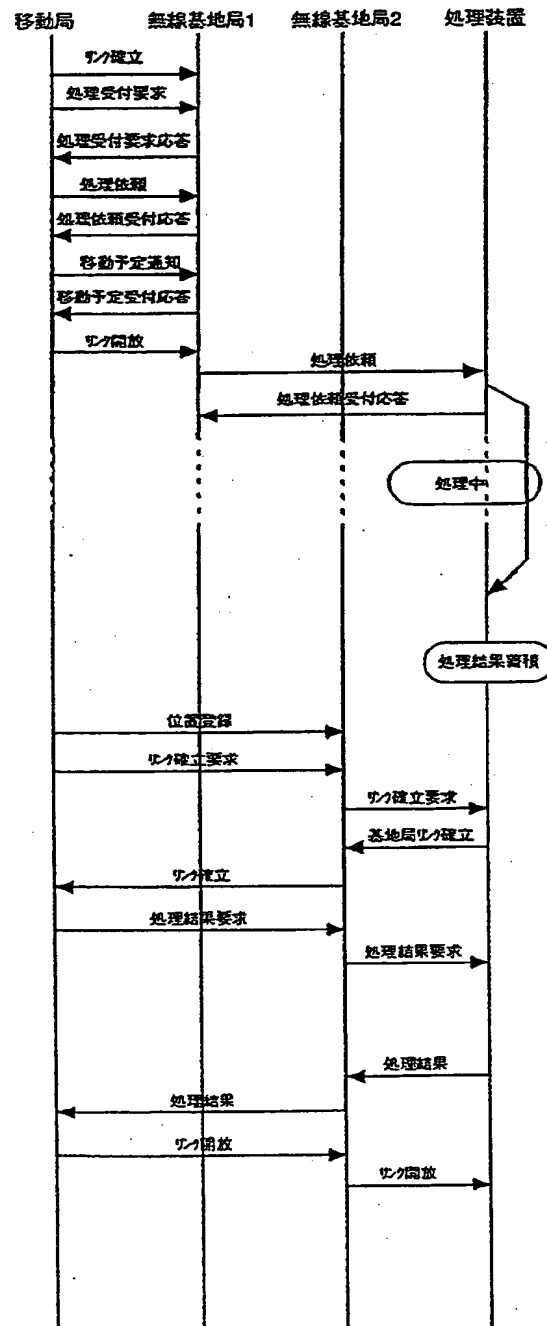 移動局 無線基地局1 無線基地局2 処理装置
リンク確立
処理受付要求
処理受付要求応答
処理依頼
処理依頼受付応答
移動予定通知
移動予定受付応答
リンク開放
処理依頼
処理依頼受付応答
処理中
処理結果蓄積
位置登録
リンク確立要求
リンク確立要求
基地局リンク確立
リンク確立
処理結果要求
処理結果要求
処理結果
処理結果
リンク開放
リンク開放